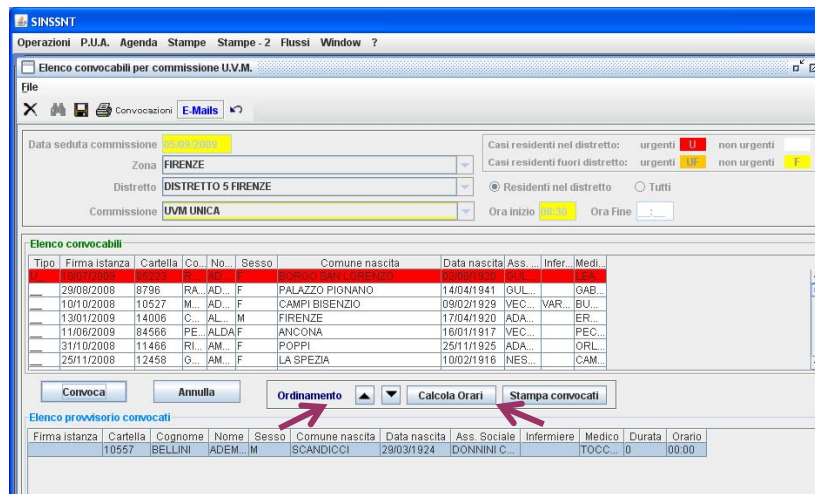 SINSSNT
Operazioni P.U.A. Agenda Stampe Stampe - 2 Flussi Window ?
Elenco convocabili per commissione U.V.M.
File
Convocazioni E-Mails
Data seduta commissione 05/09/2009 Casi residenti nel distretto: urgenti U non urgenti
Zona FIRENZE Casi residenti fuori distretto: urgenti UF non urgenti F
Distretto DISTRETTO 5 FIRENZE Residenti nel distretto Tutti
Commissione UVM UNICA Ora inizio 08:30 Ora Fine __:__
Elenco convocabili
Tipo Firma istanza Cartella Co... No... Sesso Comune nascita Data nascita Ass. ... Infer... Medi...
U_ 10/07/2009 85223 R... AD... F BORGO SAN LORENZO 02/08/1920 GUL... LEA...
__ 29/08/2008 8796 RA... AD... F PALAZZO PIGNANO 14/04/1941 GUL... GAB...
__ 10/10/2008 10527 M... AD... F CAMPI BISENZIO 09/02/1929 VEC... VAR... BU...
__ 13/01/2009 14006 C... AL... M FIRENZE 17/04/1920 ADA... ER...
__ 11/06/2009 84566 PE... ALDA F ANCONA 16/01/1917 VEC... PEC...
__ 31/10/2008 11466 RI... AM... F POPPI 25/11/1925 ADA... ORL...
__ 25/11/2008 12458 G... AM... F LA SPEZIA 10/02/1916 NES... CAM...
Convoca Annulla Ordinamento Calcola Orari Stampa convocati
Elenco provvisorio convocati
Firma istanza Cartella Cognome Nome Sesso Comune nascita Data nascita Ass. Sociale Infermiere Medico Durata Orario
10557 BELLINI ADEM... M SCANDICCI 29/03/1924 DONNINI C... TOCC... 0 00:00